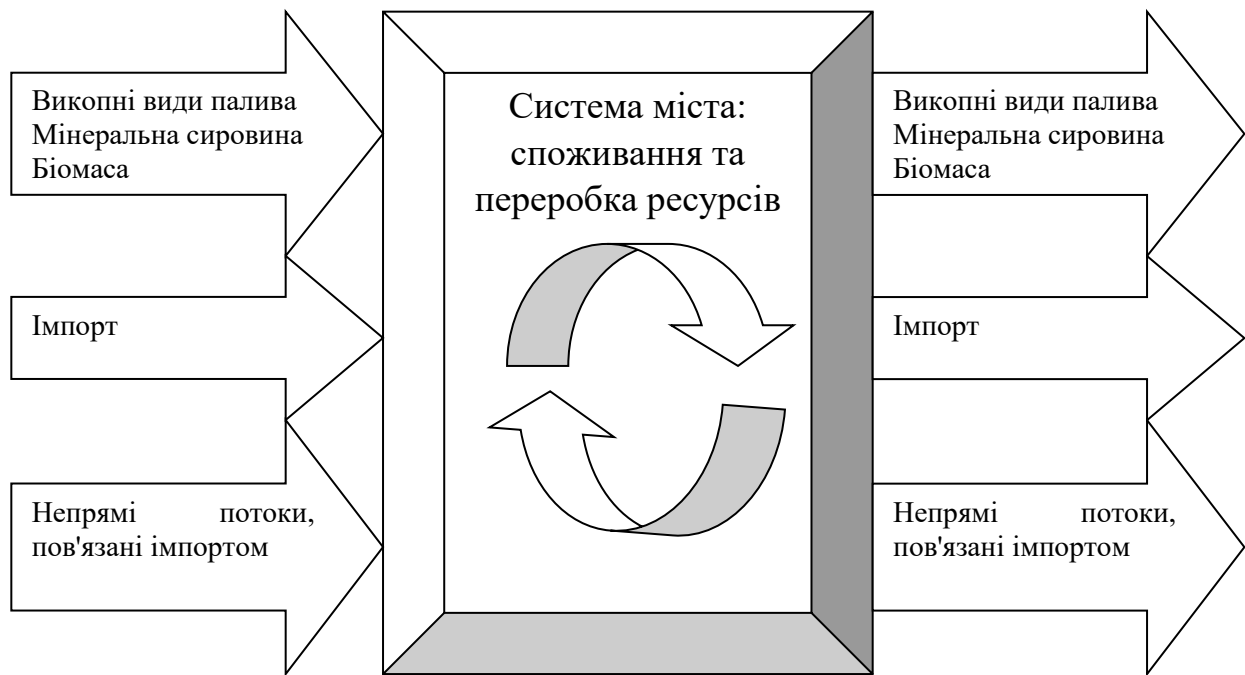 Викопні види палива
Мінеральна сировина
Біомаса
Імпорт
Непрямі потоки,
пов'язані імпортом
Система міста:
споживання та
переробка ресурсів
Викопні види палива
Мінеральна сировина
Біомаса
Імпорт
Непрямі потоки,
пов'язані імпортом